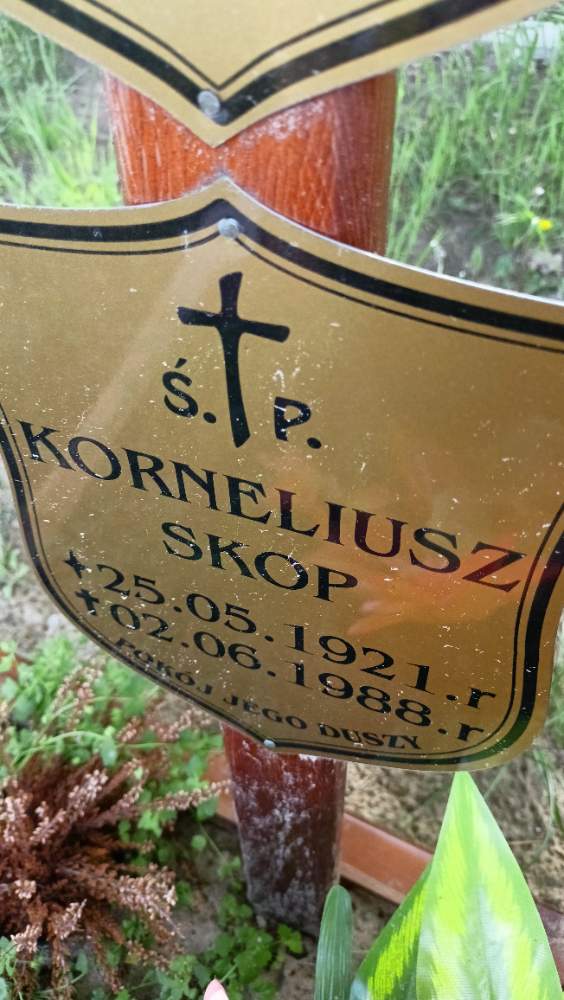 Ś. P.
KORNELIUSZ
SKOP
25.05.1921.r
02.06.1988.r
POKÓJ JEGO DUSZY